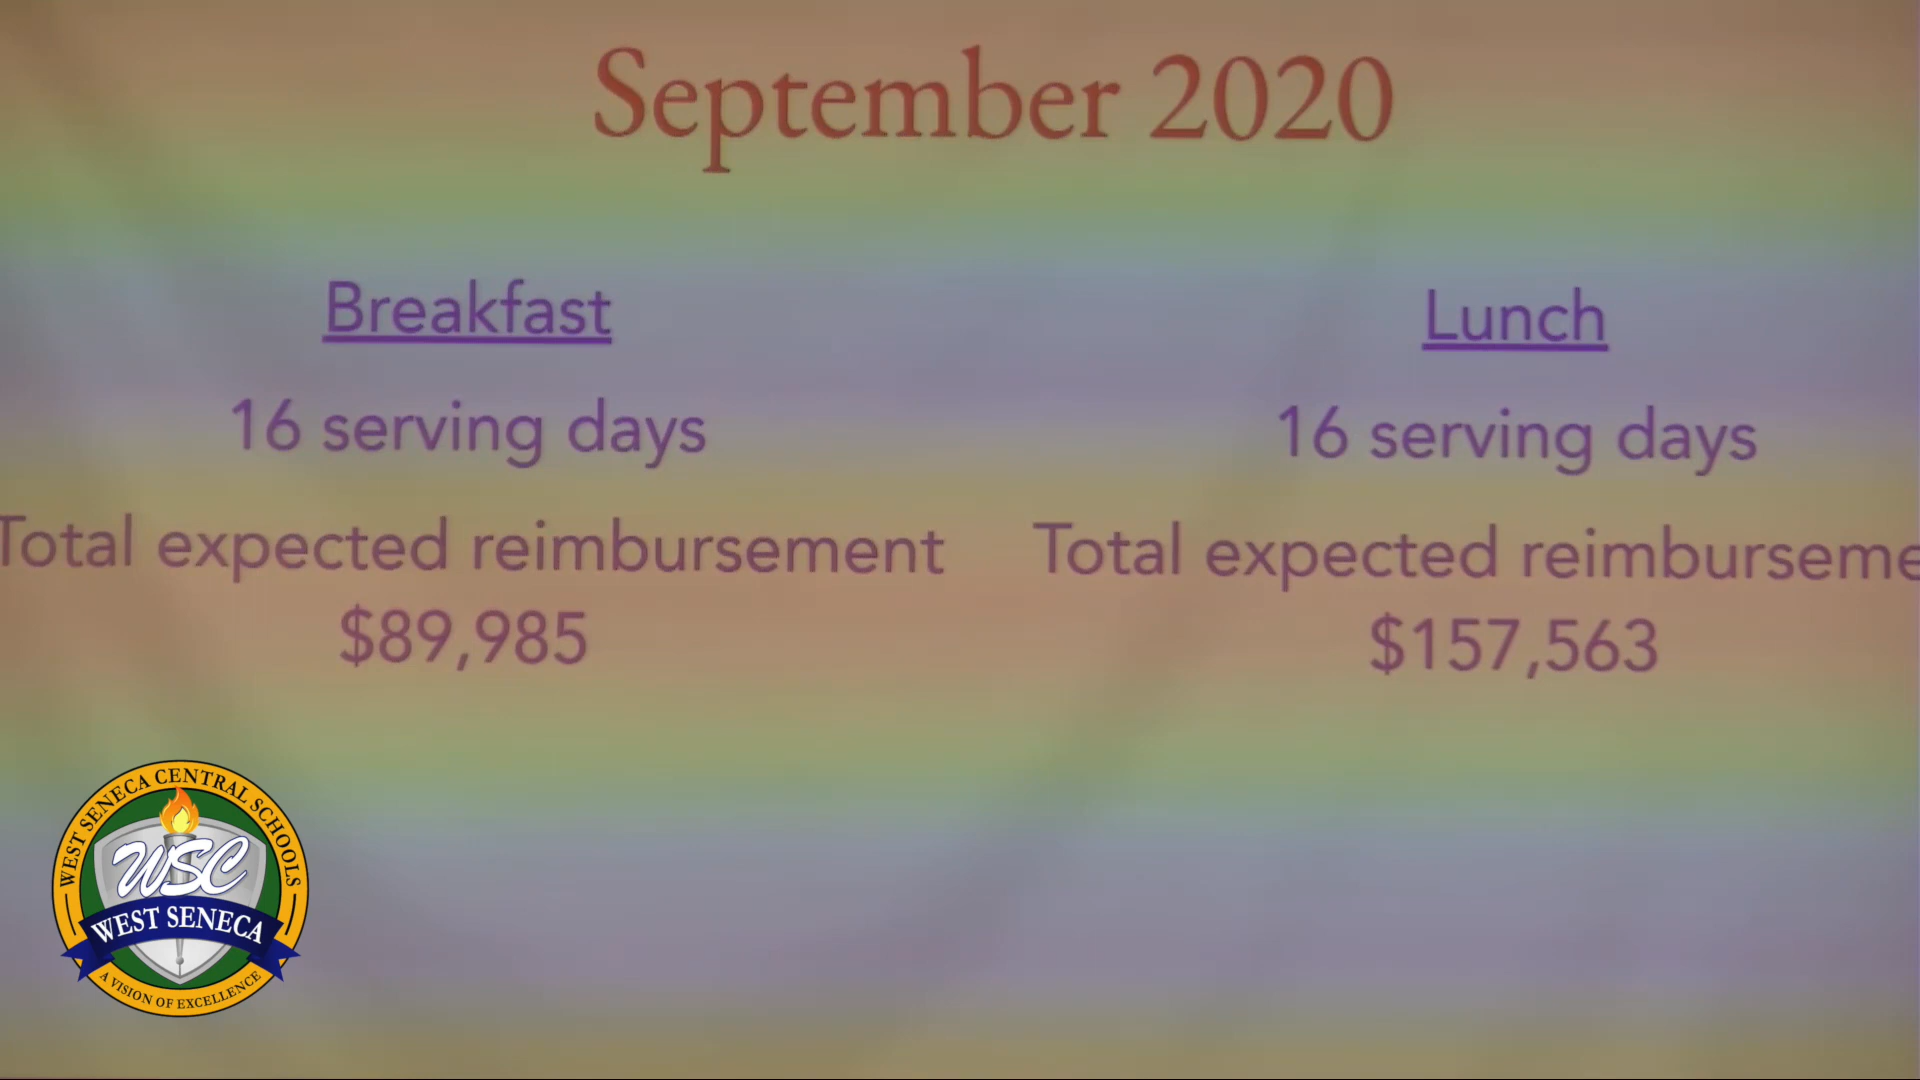 September 2020
Breakfast
16 serving days
Total expected reimbursement
$89,985
Lunch
16 serving days
Total expected reimburseme
$157,563
WEST SENECA CENTRAL SCHOOLS
WSC
WEST SENECA
A VISION OF EXCELLENCE